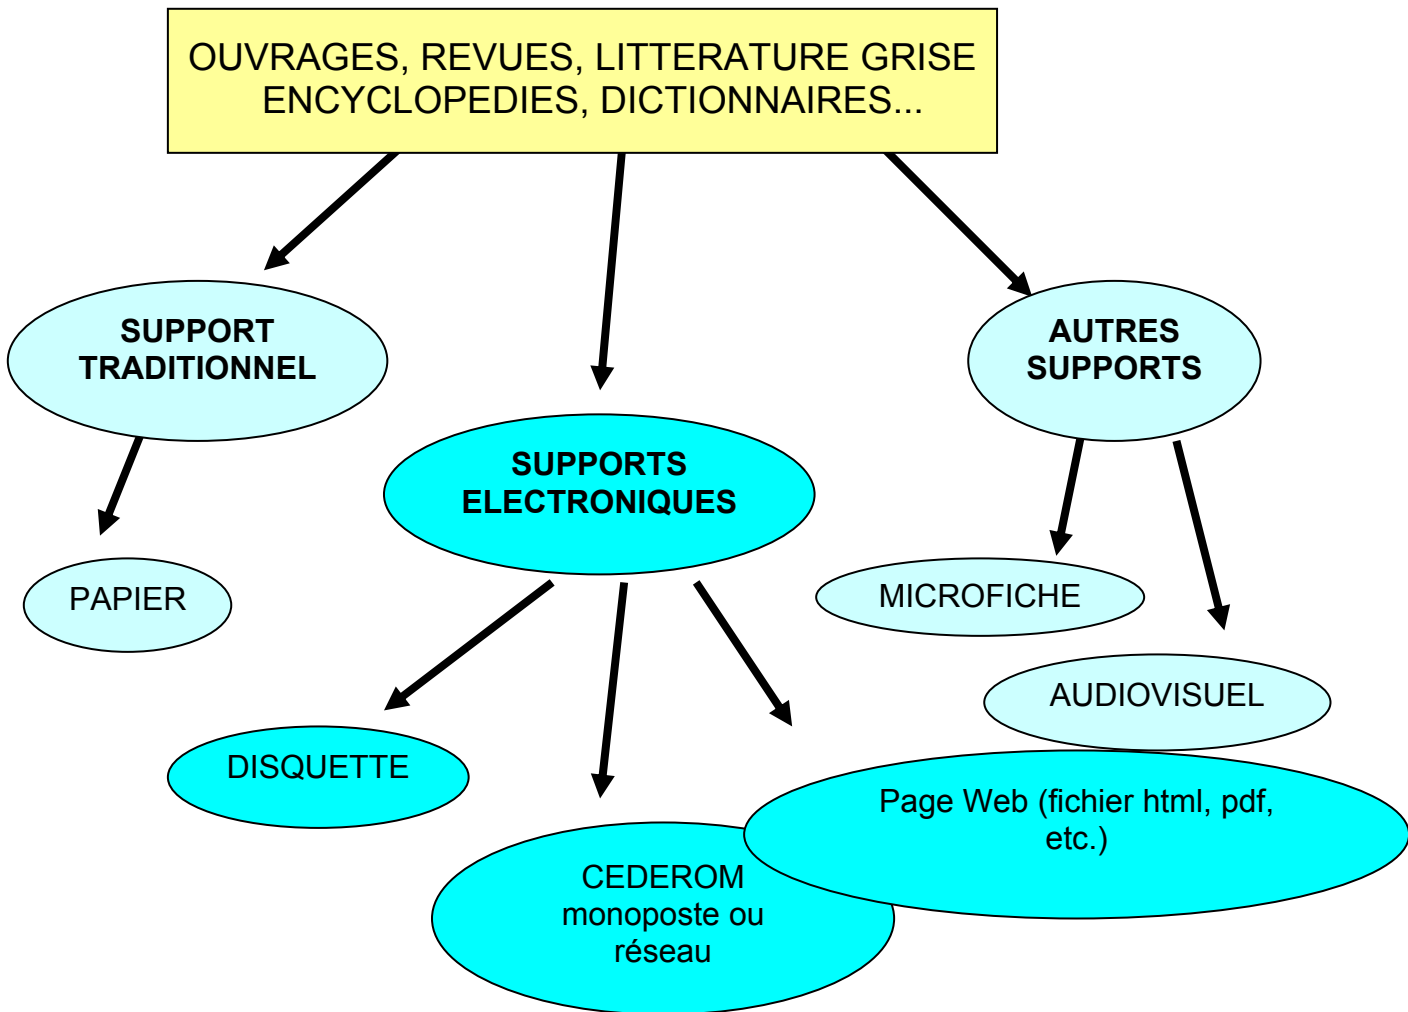 OUVRAGES, REVUES, LITTERATURE GRISE
ENCYCLOPEDIES, DICTIONNAIRES...
SUPPORT
TRADITIONNEL
AUTRES
SUPPORTS
SUPPORTS
ELECTRONIQUES
PAPIER
MICROFICHE
AUDIOVISUEL
DISQUETTE
Page Web (fichier html, pdf,
etc.)
CEDEROM
monoposte ou
réseau